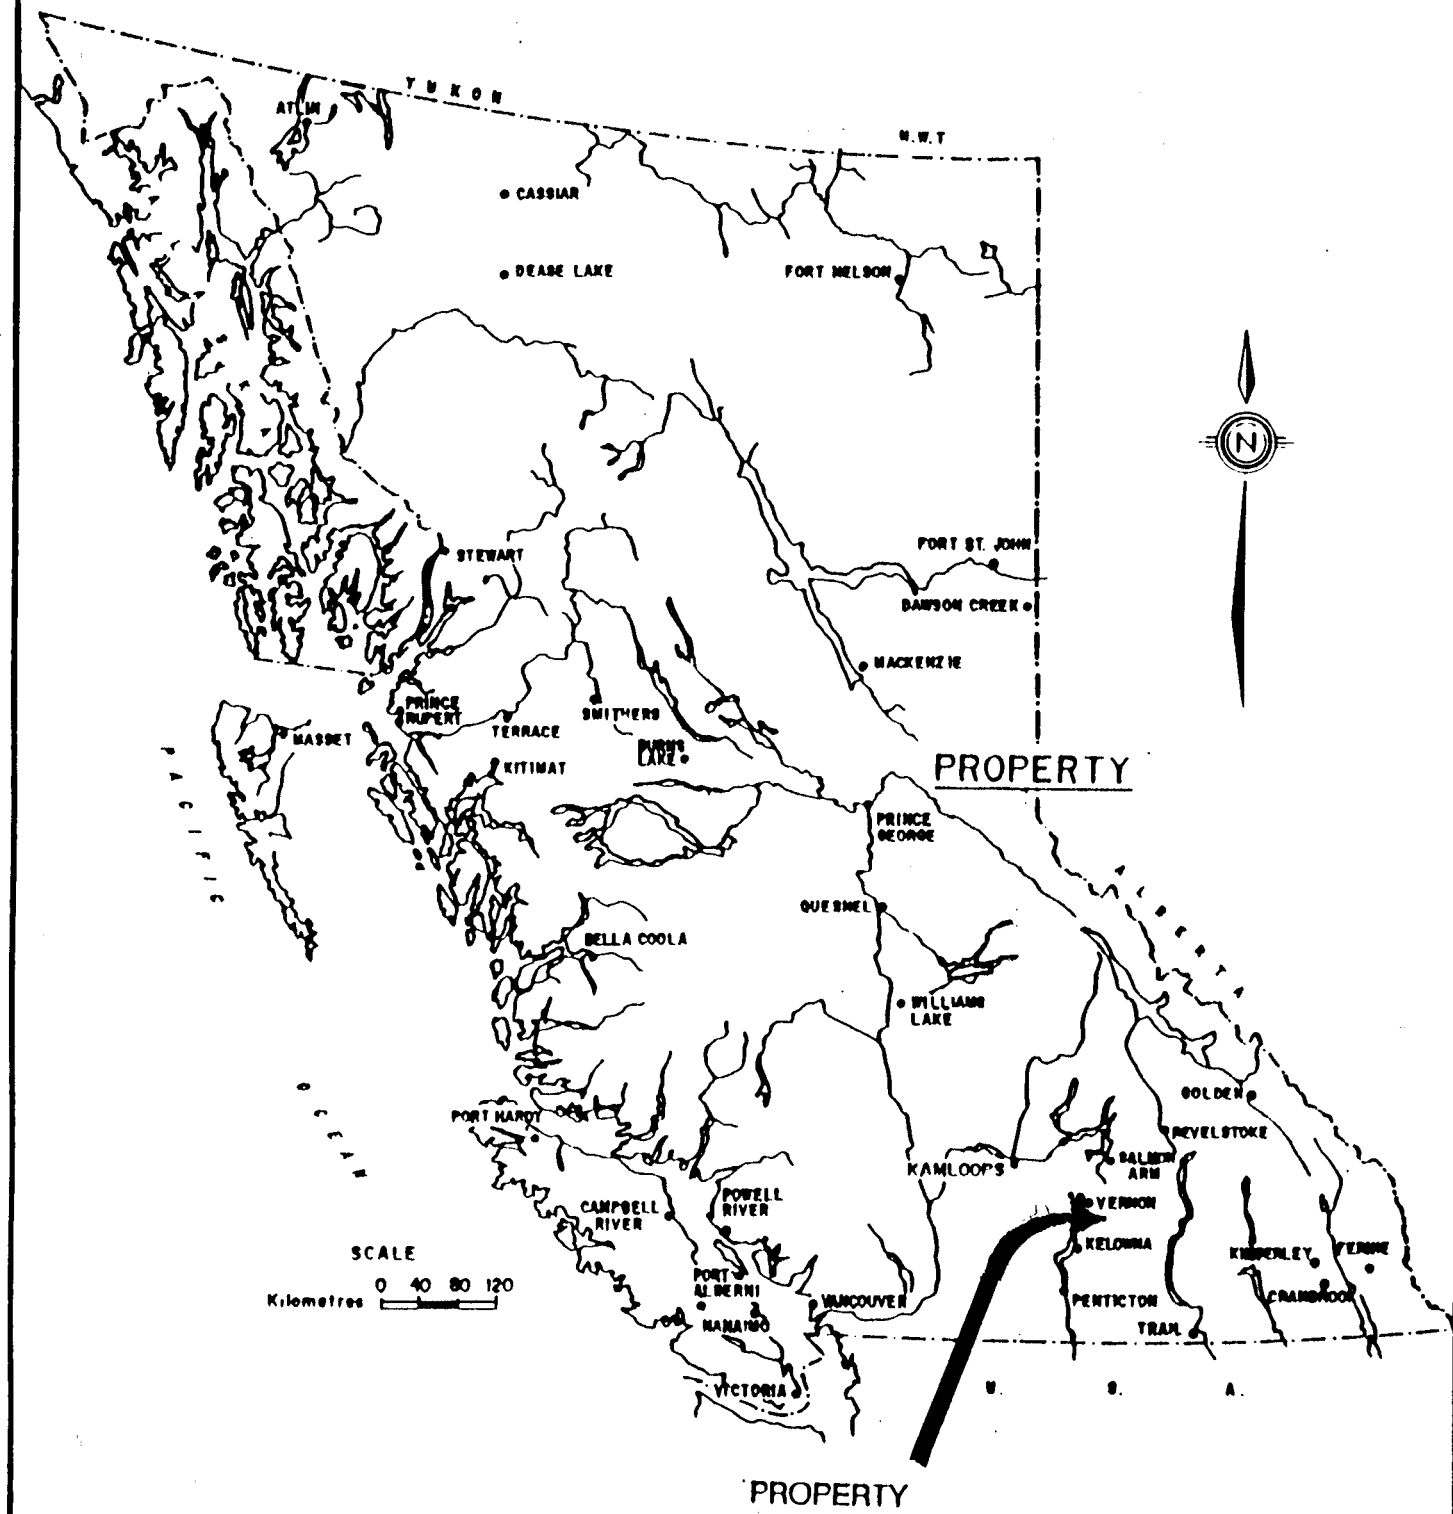 YUKON
N.W.T
ATLIN
CASSIAR
DEASE LAKE
FORT NELSON
N
STEWART
FORT ST. JOHN
DAWSON CREEK
MACKENZIE
PRINCE
RUPERT
SMITHERS
TERRACE
MASSET
BURNS
LAKE
KITIMAT
PROPERTY
PACIFIC
PRINCE
GEORGE
ALBERTA
QUESNEL
BELLA COOLA
WILLIAMS
LAKE
OCEAN
GOLDEN
PORT HARDY
REVELSTOKE
KAMLOOPS
SALMON
ARM
POWELL
RIVER
CAMPBELL
RIVER
VERNON
KELOWNA
KIMBERLEY
FERNIE
SCALE
0 40 80 120
Kilometres
PORT
ALBERNI
VANCOUVER
PENTICTON
CRANBROOK
NANAIMO
TRAIL
VICTORIA
U. S. A.
PROPERTY